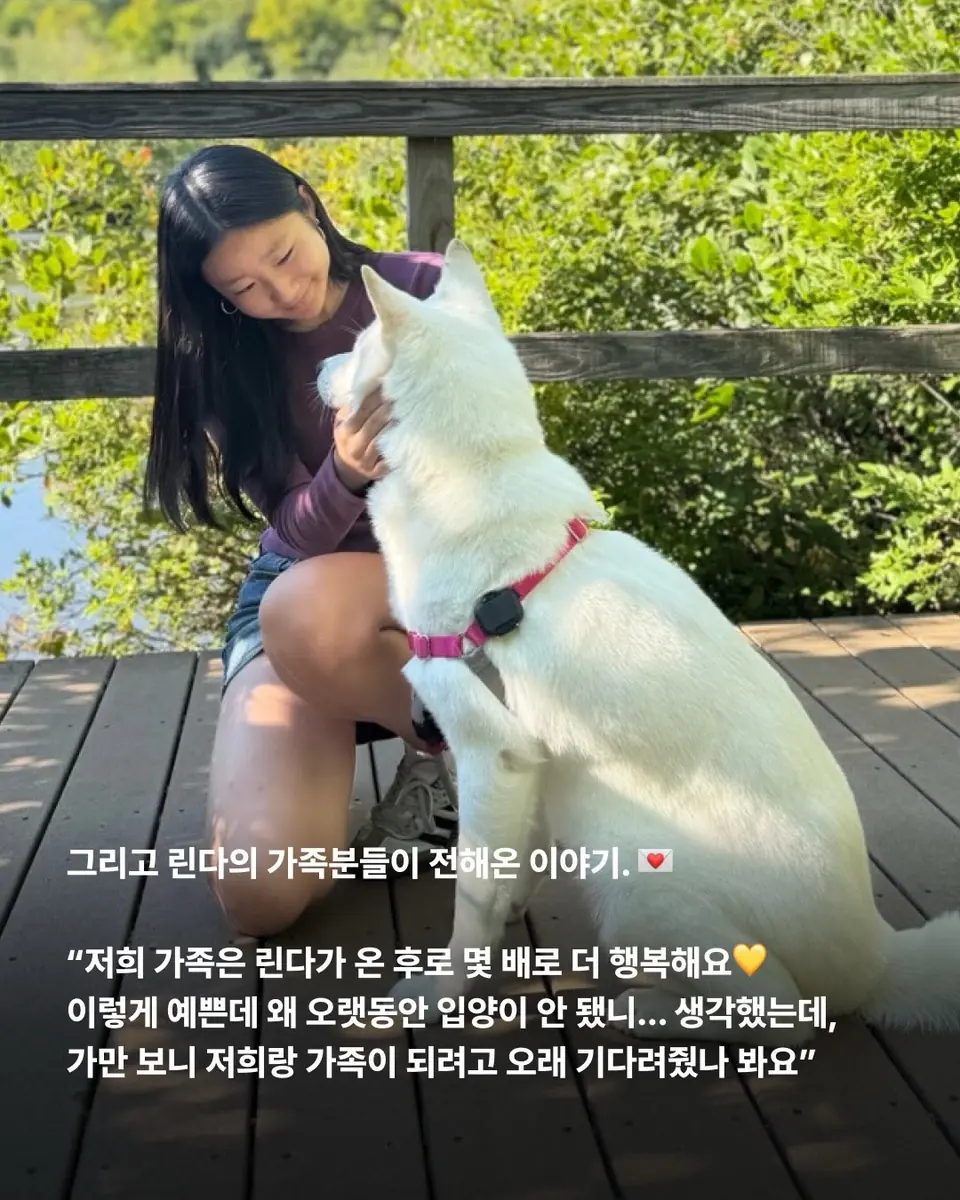 그리고 린다의 가족분들이 전해온 이야기. 💌
“저희 가족은 린다가 온 후로 몇 배로 더 행복해요💛
이렇게 예쁜데 왜 오랫동안 입양이 안 됐니... 생각했는데,
가만 보니 저희랑 가족이 되려고 오래 기다려줬나 봐요”